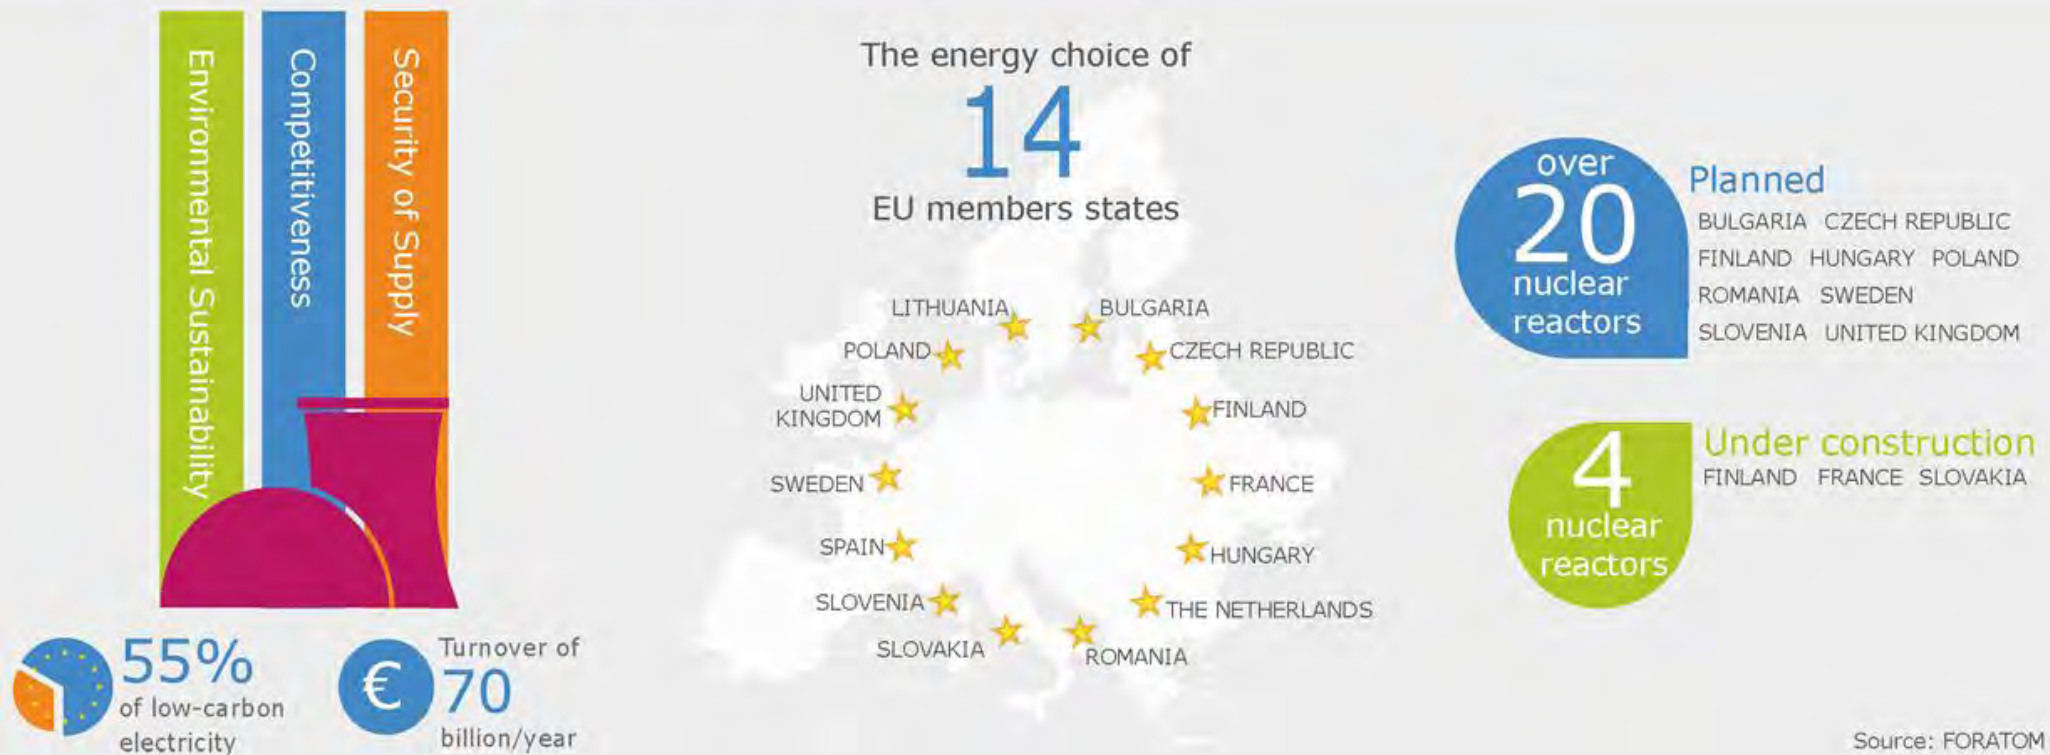 Environmental Sustainability
Competitiveness
Security of Supply
55%
of low-carbon
electricity
€
Turnover of
70
billion/year
The energy choice of
14
EU members states
LITHUANIA
BULGARIA
POLAND
CZECH REPUBLIC
UNITED
KINGDOM
FINLAND
SWEDEN
FRANCE
SPAIN
HUNGARY
SLOVENIA
THE NETHERLANDS
SLOVAKIA
ROMANIA
over
20
nuclear
reactors
Planned
BULGARIA CZECH REPUBLIC
FINLAND HUNGARY POLAND
ROMANIA SWEDEN
SLOVENIA UNITED KINGDOM
4
nuclear
reactors
Under construction
FINLAND FRANCE SLOVAKIA
Source: FORATOM